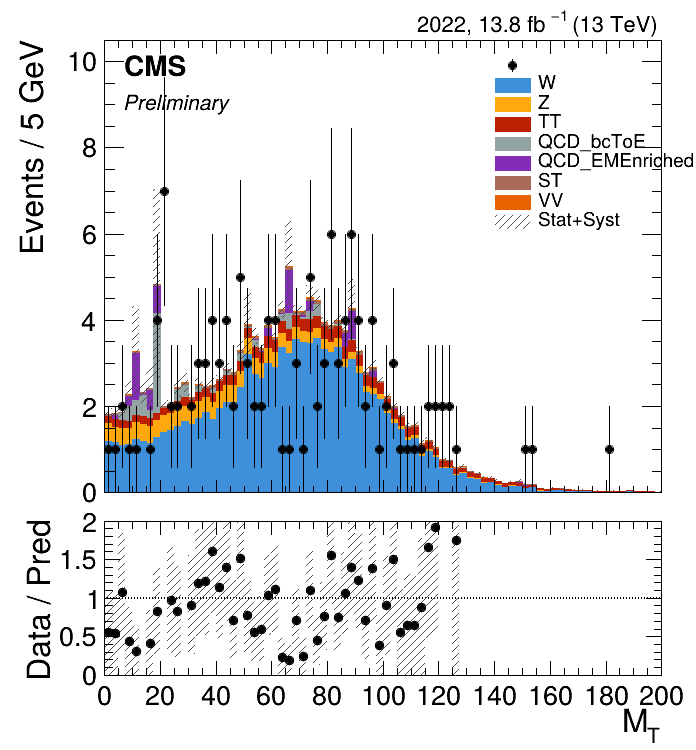 2022, 13.8 fb⁻¹ (13 TeV)
CMS
Preliminary
W
Z
TT
QCD_bcToE
QCD_EMEnriched
ST
VV
Stat+Syst
Events / 5 GeV
10
8
6
4
2
0
Data / Pred
2
1.5
1
0.5
0
0 20 40 60 80 100 120 140 160 180 200
M_T